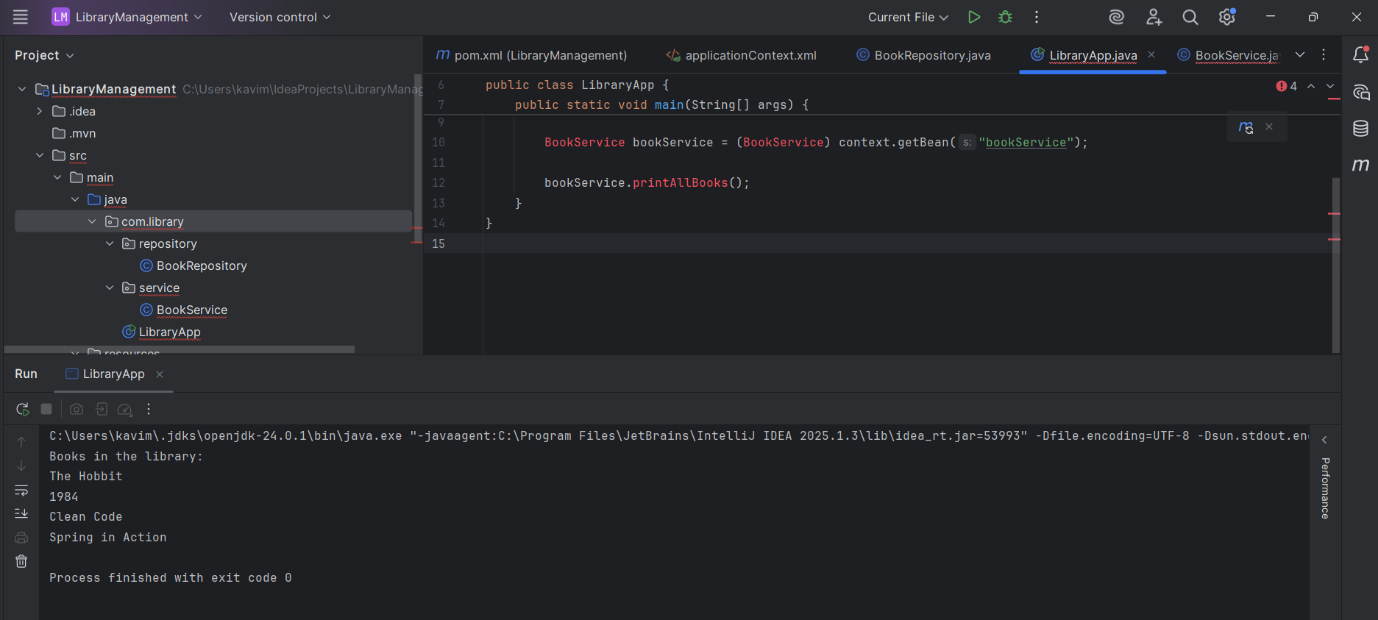 LM LibraryManagement Version control Current File
Project
pom.xml (LibraryManagement) applicationContext.xml BookRepository.java LibraryApp.java BookService.ja
LibraryManagement C:\Users\kavim\IdeaProjects\LibraryManag
.idea
.mvn
src
main
java
com.library
repository
BookRepository
service
BookService
LibraryApp
resources
6 public class LibraryApp {
7 public static void main(String[] args) {
9
10 BookService bookService = (BookService) context.getBean( s: "bookService");
11
12 bookService.printAllBooks();
13 }
14 }
15
4
Run LibraryApp
C:\Users\kavim\.jdks\openjdk-24.0.1\bin\java.exe "-javaagent:C:\Program Files\JetBrains\IntelliJ IDEA 2025.1.3\lib\idea_rt.jar=53993" -Dfile.encoding=UTF-8 -Dsun.stdout.en
Books in the library:
The Hobbit
1984
Clean Code
Spring in Action
Process finished with exit code 0
Performance